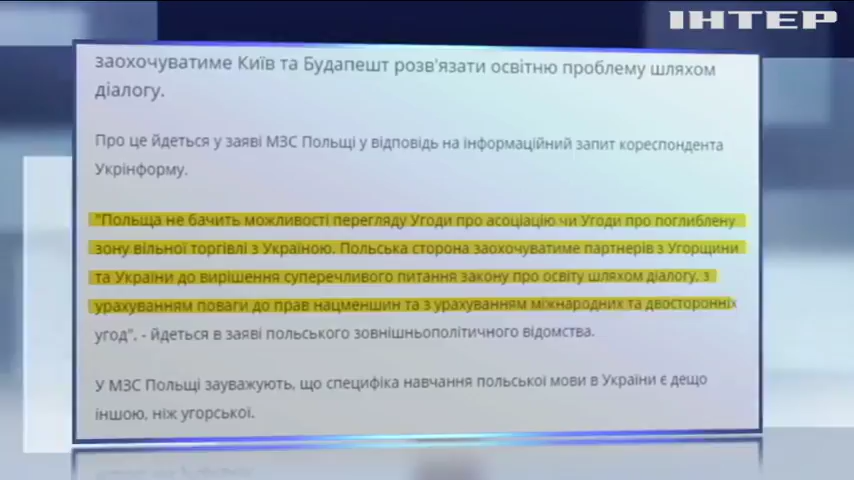 ІНТЕР
заохочуватиме Київ та Будапешт розв'язати освітню проблему шляхом
діалогу.
Про це йдеться у заяві МЗС Польщі у відповідь на інформаційний запит кореспондента
Укрінформу.
"Польща не бачить можливості перегляду Угоди про асоціацію чи Угоди про поглиблену
зону вільної торгівлі з Україною. Польська сторона заохочуватиме партнерів з Угорщини
та України до вирішення суперечливого питання закону про освіту шляхом діалогу, з
урахуванням поваги до прав нацменшин та з урахуванням міжнародних та двосторонніх
угод", - йдеться в заяві польського зовнішньополітичного відомства.
У МЗС Польщі зауважують, що специфіка навчання польської мови в Україні є дещо
іншою, ніж угорської.